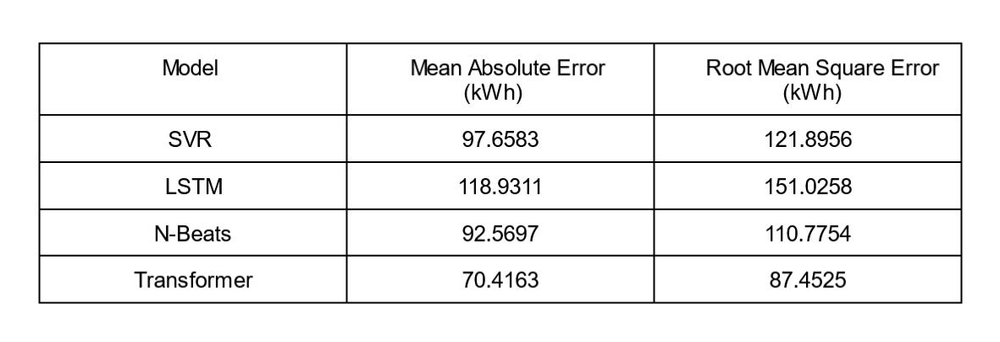 Model Mean Absolute Error Root Mean Square Error
(kWh) (kWh)
SVR 97.6583 121.8956
LSTM 118.9311 151.0258
N-Beats 92.5697 110.7754
Transformer 70.4163 87.4525